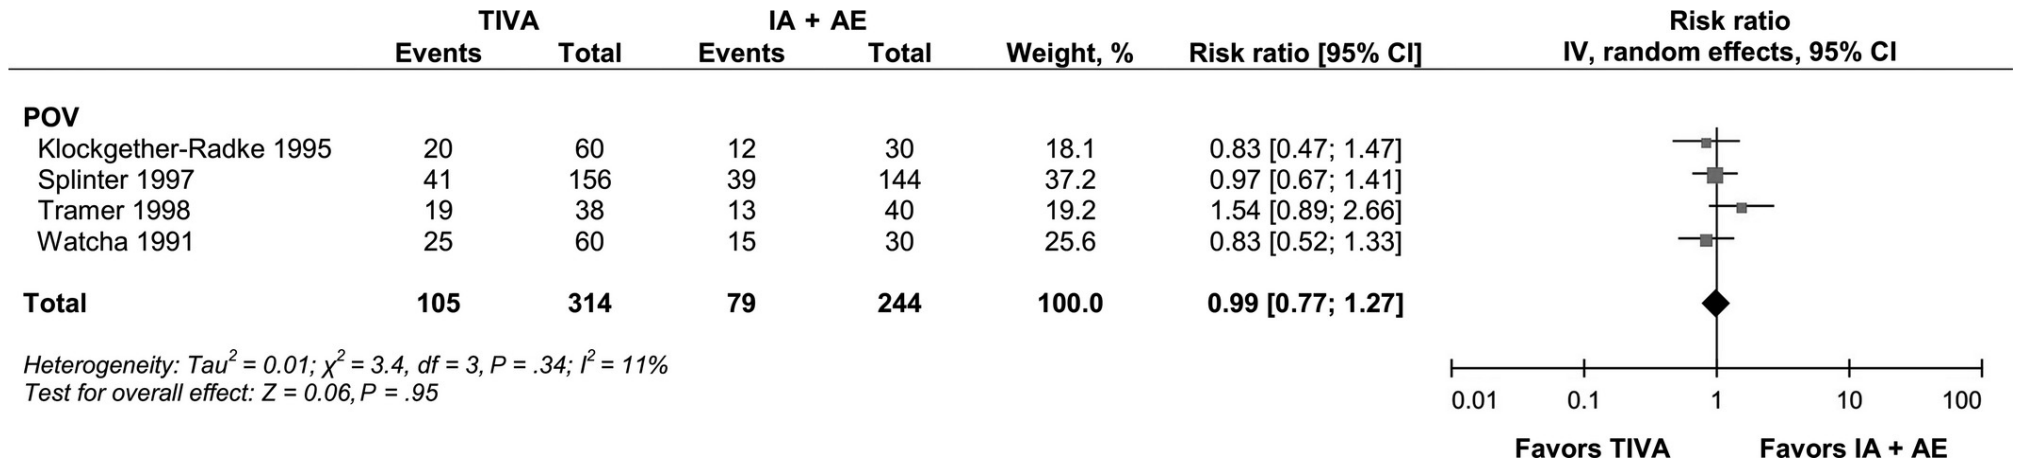 TIVA IA + AE Risk ratio
Events Total Events Total Weight, % Risk ratio [95% CI] IV, random effects, 95% CI
POV
Klockgether-Radke 1995 20 60 12 30 18.1 0.83 [0.47; 1.47]
Splinter 1997 41 156 39 144 37.2 0.97 [0.67; 1.41]
Tramer 1998 19 38 13 40 19.2 1.54 [0.89; 2.66]
Watcha 1991 25 60 15 30 25.6 0.83 [0.52; 1.33]
Total 105 314 79 244 100.0 0.99 [0.77; 1.27]
Heterogeneity: Tau² = 0.01; χ² = 3.4, df = 3, P = .34; I² = 11%
Test for overall effect: Z = 0.06, P = .95
0.01 0.1 1 10 100
Favors TIVA Favors IA + AE